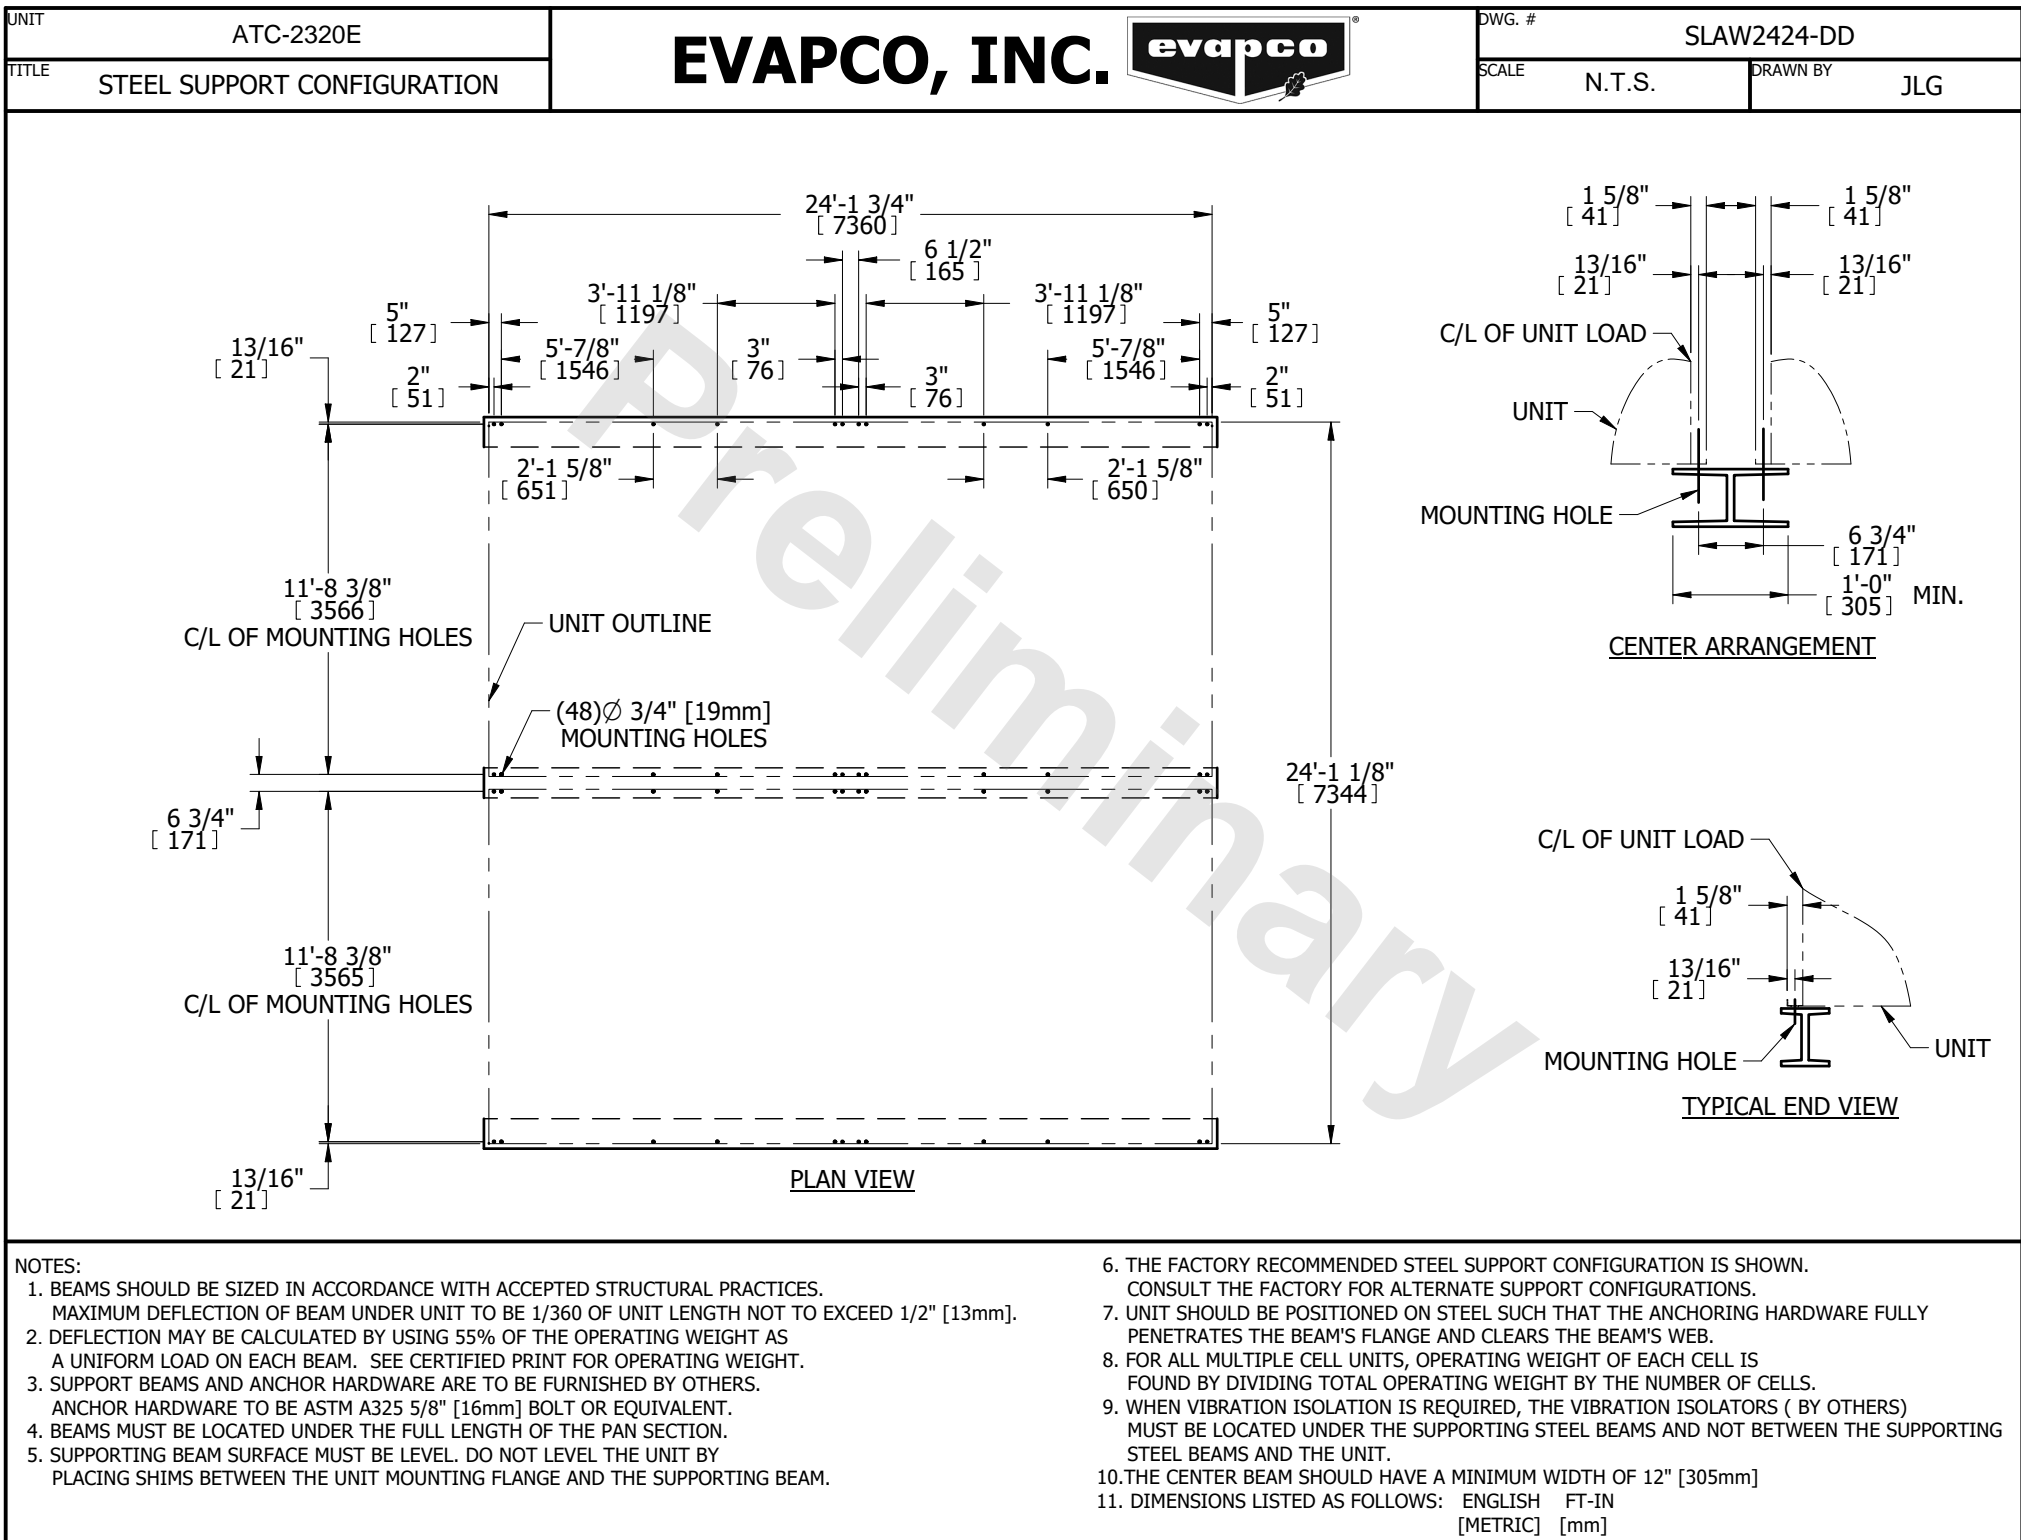 UNIT
ATC-2320E
TITLE
STEEL SUPPORT CONFIGURATION
EVAPCO, INC.
evapco
®
DWG. #
SLAW2424-DD
SCALE
N.T.S.
DRAWN BY
JLG
24'-1 3/4"
[ 7360 ]
6 1/2"
[ 165 ]
3'-11 1/8"
[ 1197 ]
3'-11 1/8"
[ 1197 ]
5"
[ 127 ]
5"
[ 127 ]
13/16"
[ 21 ]
5'-7/8"
[ 1546 ]
3"
[ 76 ]
5'-7/8"
[ 1546 ]
2"
[ 51 ]
3"
[ 76 ]
2"
[ 51 ]
2'-1 5/8"
[ 651 ]
2'-1 5/8"
[ 650 ]
11'-8 3/8"
[ 3566 ]
C/L OF MOUNTING HOLES
UNIT OUTLINE
(48)Ø 3/4" [19mm]
MOUNTING HOLES
6 3/4"
[ 171 ]
24'-1 1/8"
[ 7344 ]
11'-8 3/8"
[ 3565 ]
C/L OF MOUNTING HOLES
13/16"
[ 21 ]
PLAN VIEW
Preliminary
1 5/8"
[ 41 ]
1 5/8"
[ 41 ]
13/16"
[ 21 ]
13/16"
[ 21 ]
C/L OF UNIT LOAD
UNIT
MOUNTING HOLE
6 3/4"
[ 171 ]
1'-0"
[ 305 ] MIN.
CENTER ARRANGEMENT
C/L OF UNIT LOAD
1 5/8"
[ 41 ]
13/16"
[ 21 ]
MOUNTING HOLE
UNIT
TYPICAL END VIEW
NOTES:
1. BEAMS SHOULD BE SIZED IN ACCORDANCE WITH ACCEPTED STRUCTURAL PRACTICES.
MAXIMUM DEFLECTION OF BEAM UNDER UNIT TO BE 1/360 OF UNIT LENGTH NOT TO EXCEED 1/2" [13mm].
2. DEFLECTION MAY BE CALCULATED BY USING 55% OF THE OPERATING WEIGHT AS
A UNIFORM LOAD ON EACH BEAM. SEE CERTIFIED PRINT FOR OPERATING WEIGHT.
3. SUPPORT BEAMS AND ANCHOR HARDWARE ARE TO BE FURNISHED BY OTHERS.
ANCHOR HARDWARE TO BE ASTM A325 5/8" [16mm] BOLT OR EQUIVALENT.
4. BEAMS MUST BE LOCATED UNDER THE FULL LENGTH OF THE PAN SECTION.
5. SUPPORTING BEAM SURFACE MUST BE LEVEL. DO NOT LEVEL THE UNIT BY
PLACING SHIMS BETWEEN THE UNIT MOUNTING FLANGE AND THE SUPPORTING BEAM.
6. THE FACTORY RECOMMENDED STEEL SUPPORT CONFIGURATION IS SHOWN.
CONSULT THE FACTORY FOR ALTERNATE SUPPORT CONFIGURATIONS.
7. UNIT SHOULD BE POSITIONED ON STEEL SUCH THAT THE ANCHORING HARDWARE FULLY
PENETRATES THE BEAM'S FLANGE AND CLEARS THE BEAM'S WEB.
8. FOR ALL MULTIPLE CELL UNITS, OPERATING WEIGHT OF EACH CELL IS
FOUND BY DIVIDING TOTAL OPERATING WEIGHT BY THE NUMBER OF CELLS.
9. WHEN VIBRATION ISOLATION IS REQUIRED, THE VIBRATION ISOLATORS ( BY OTHERS)
MUST BE LOCATED UNDER THE SUPPORTING STEEL BEAMS AND NOT BETWEEN THE SUPPORTING
STEEL BEAMS AND THE UNIT.
10.THE CENTER BEAM SHOULD HAVE A MINIMUM WIDTH OF 12" [305mm]
11. DIMENSIONS LISTED AS FOLLOWS: ENGLISH FT-IN
[METRIC] [mm]